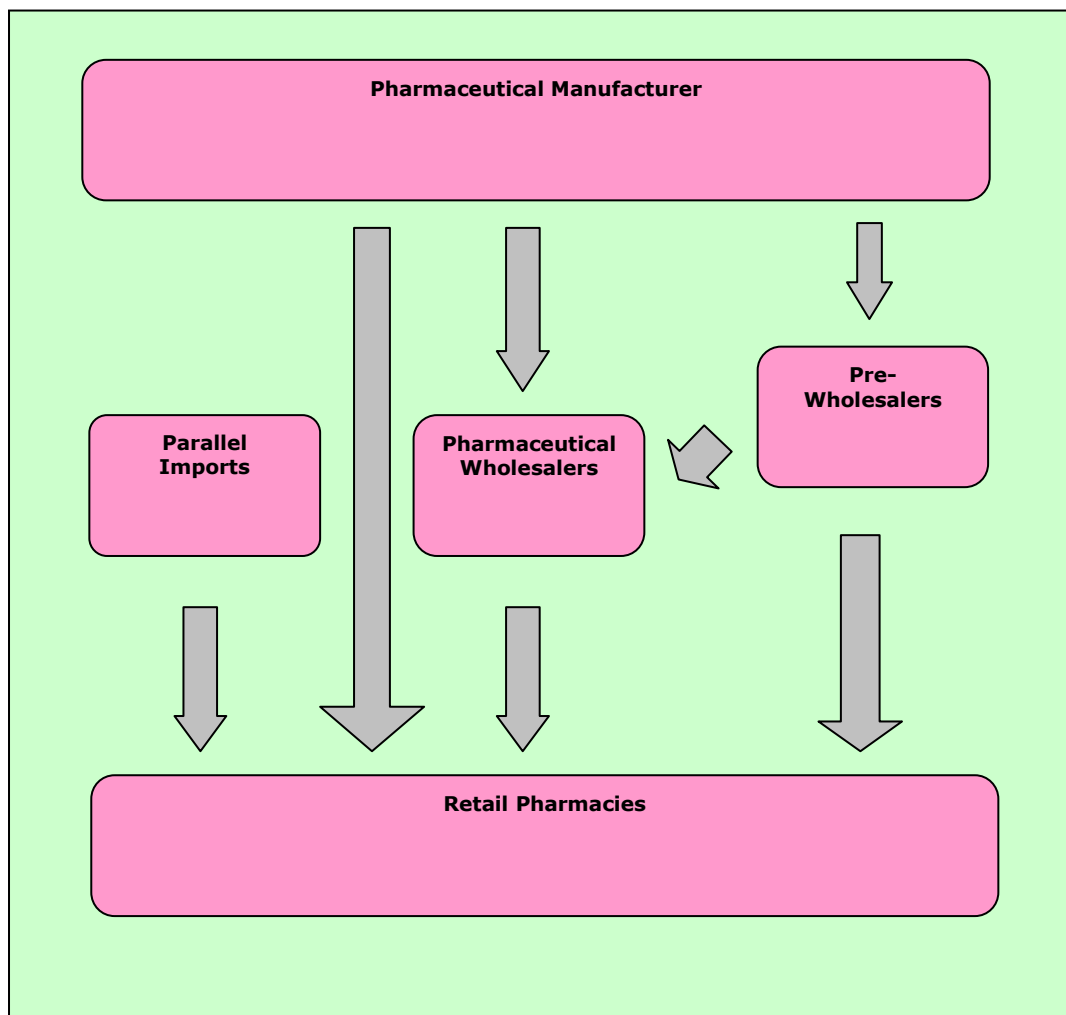 Pharmaceutical Manufacturer
Pre-
Wholesalers
Parallel
Imports
Pharmaceutical
Wholesalers
Retail Pharmacies